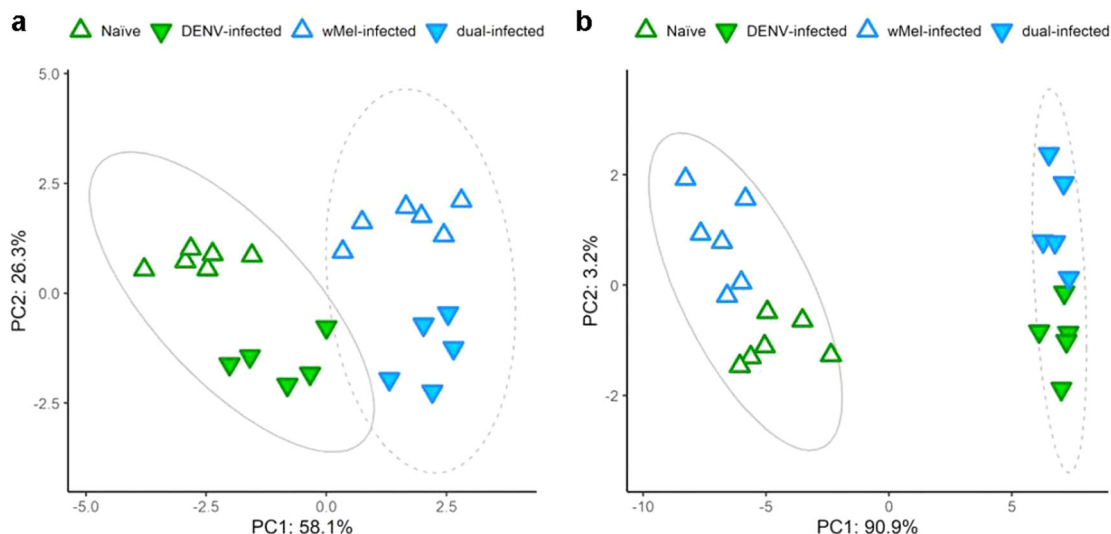 a
Naïve DENV-infected wMel-infected dual-infected
5.0
2.5
0.0
-2.5
PC2: 26.3%
-5.0 -2.5 0.0 2.5
PC1: 58.1%
b
Naïve DENV-infected wMel-infected dual-infected
2
0
-2
PC2: 3.2%
-10 -5 0 5
PC1: 90.9%